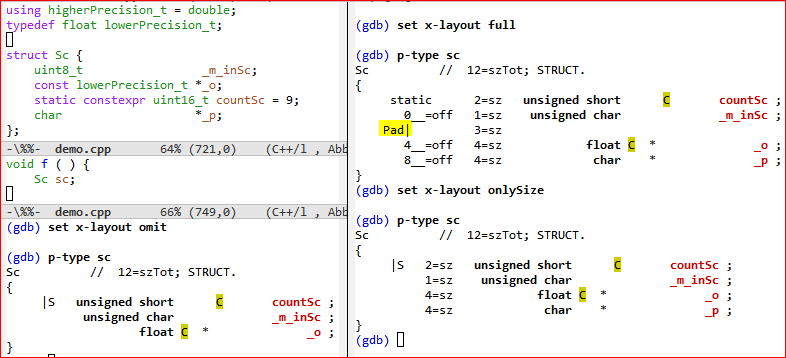 using higherPrecision_t = double;
typedef float lowerPrecision_t;
struct Sc {
uint8_t _m_inSc;
const lowerPrecision_t *_o;
static constexpr uint16_t countSc = 9;
char *_p;
};
-\%%- demo.cpp 64% (721,0) (C++/l , Abb
void f ( ) {
Sc sc;
-\%%- demo.cpp 66% (749,0) (C++/l , Abb
(gdb) set x-layout omit
(gdb) p-type sc
Sc // 12=szTot; STRUCT.
{
|S unsigned short C countSc ;
unsigned char _m_inSc ;
float C * _o ;
}
(gdb) set x-layout full
(gdb) p-type sc
Sc // 12=szTot; STRUCT.
{
static 2=sz unsigned short C countSc ;
0__=off 1=sz unsigned char _m_inSc ;
Pad| 3=sz
4__=off 4=sz float C * _o ;
8__=off 4=sz char * _p ;
}
(gdb) set x-layout onlySize
(gdb) p-type sc
Sc // 12=szTot; STRUCT.
{
|S 2=sz unsigned short C countSc ;
1=sz unsigned char _m_inSc ;
4=sz float C * _o ;
4=sz char * _p ;
}
(gdb)